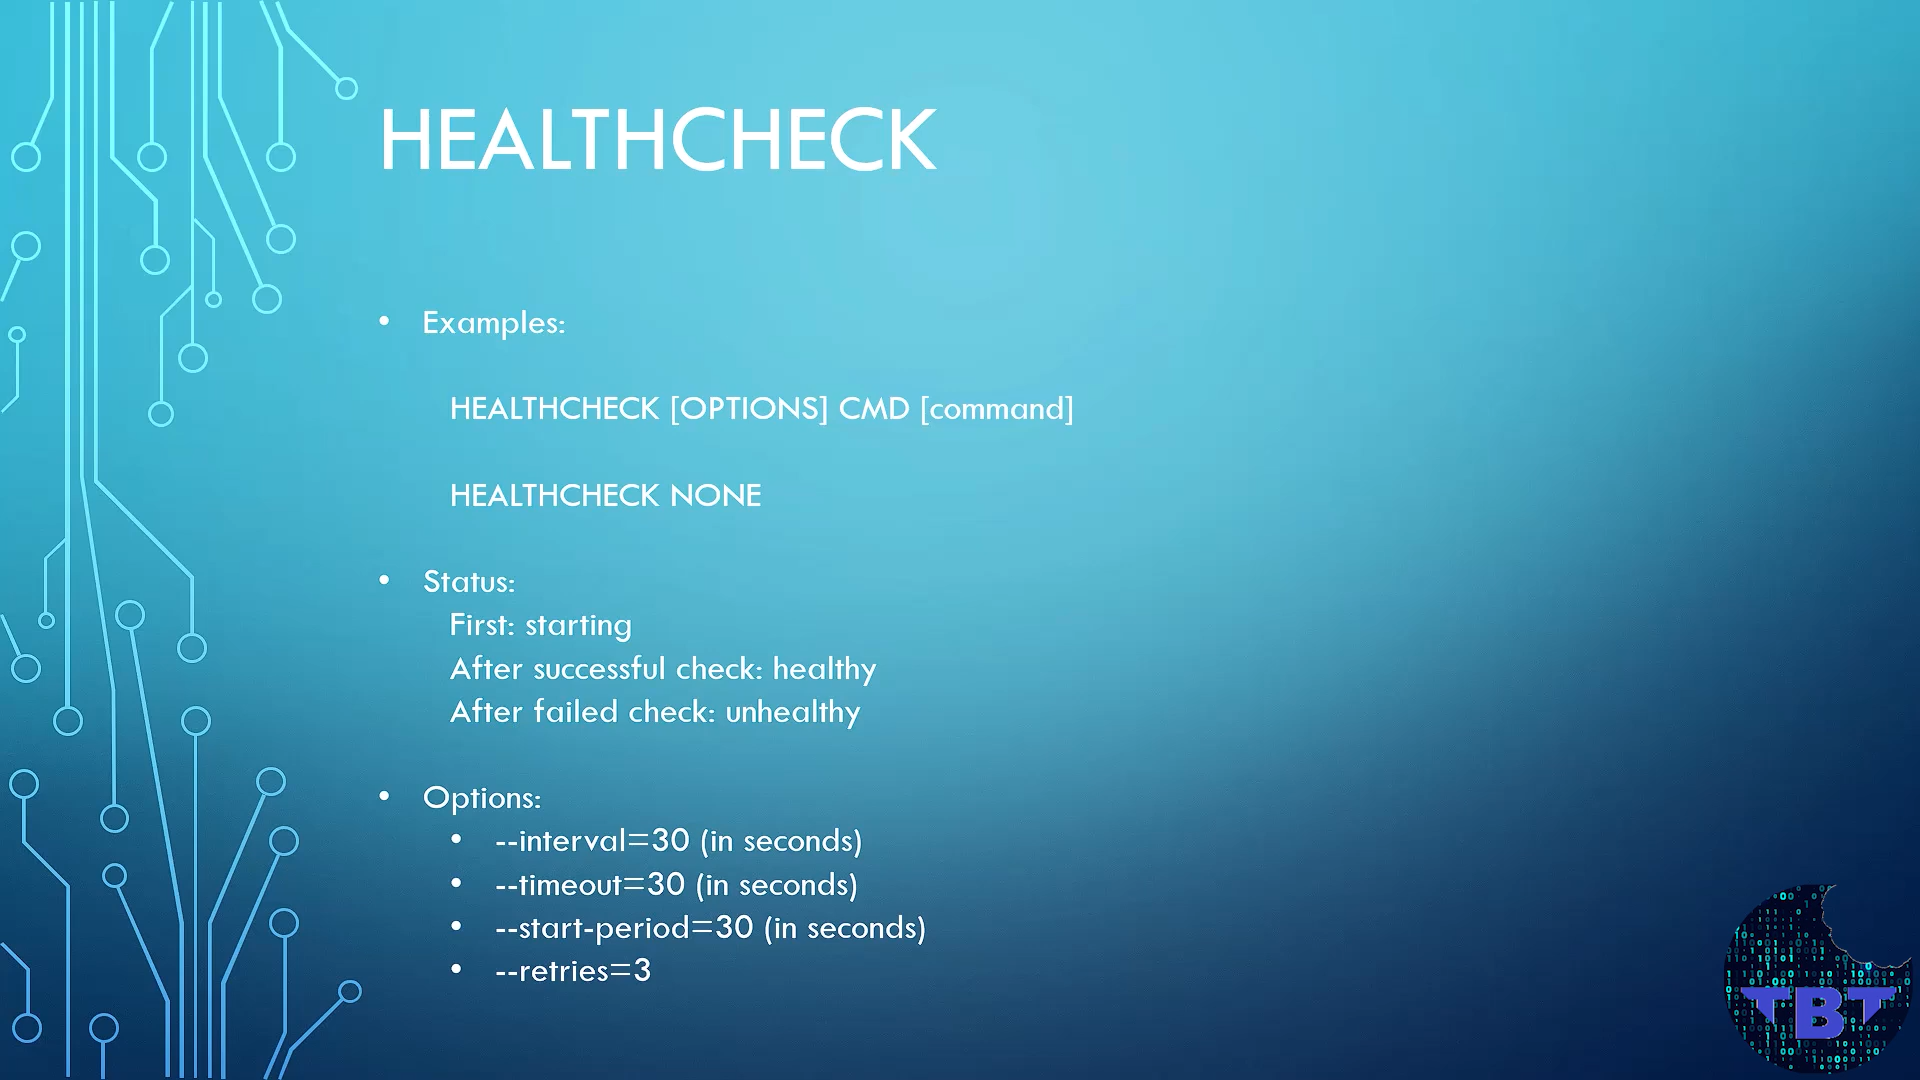 HEALTHCHECK
• Examples:
HEALTHCHECK [OPTIONS] CMD [command]
HEALTHCHECK NONE
• Status:
First: starting
After successful check: healthy
After failed check: unhealthy
• Options:
• --interval=30 (in seconds)
• --timeout=30 (in seconds)
• --start-period=30 (in seconds)
• --retries=3
TBT